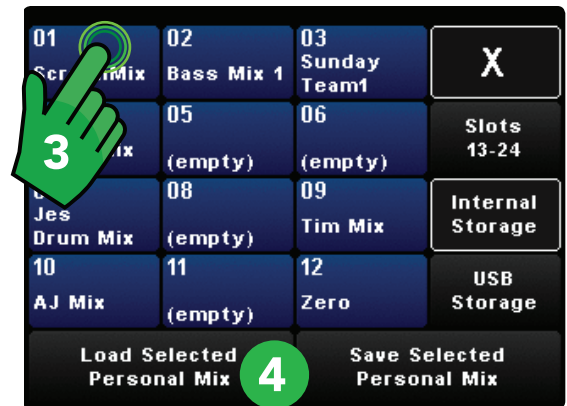 01
02
Bass Mix 1
03
Sunday
Team1
X
3
05
(empty)
06
(empty)
Slots
13-24
Jes
Drum Mix
08
(empty)
09
Tim Mix
Internal
Storage
10
AJ Mix
11
(empty)
12
Zero
USB
Storage
Load Selected
Personal Mix
4
Save Selected
Personal Mix